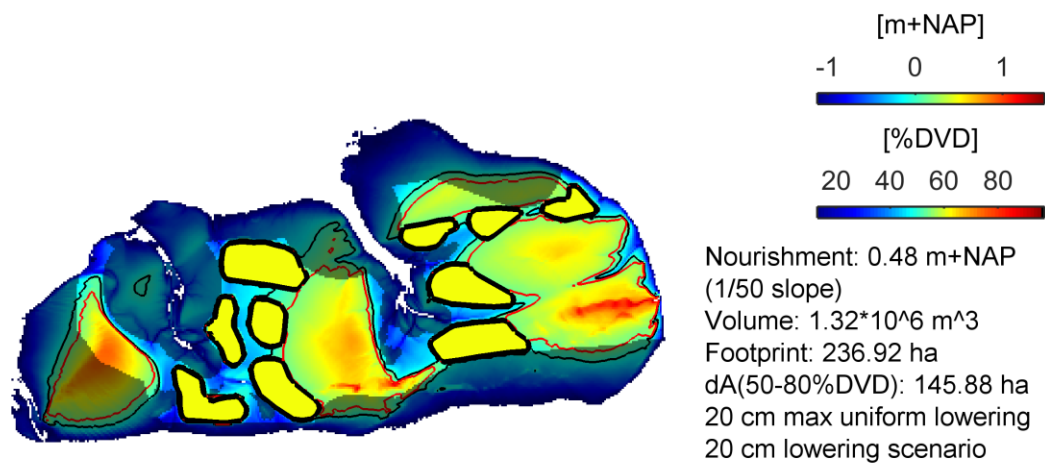 [m+NAP]
-1 0 1
[%DVD]
20 40 60 80
Nourishment: 0.48 m+NAP
(1/50 slope)
Volume: 1.32*10^6 m^3
Footprint: 236.92 ha
dA(50-80%DVD): 145.88 ha
20 cm max uniform lowering
20 cm lowering scenario